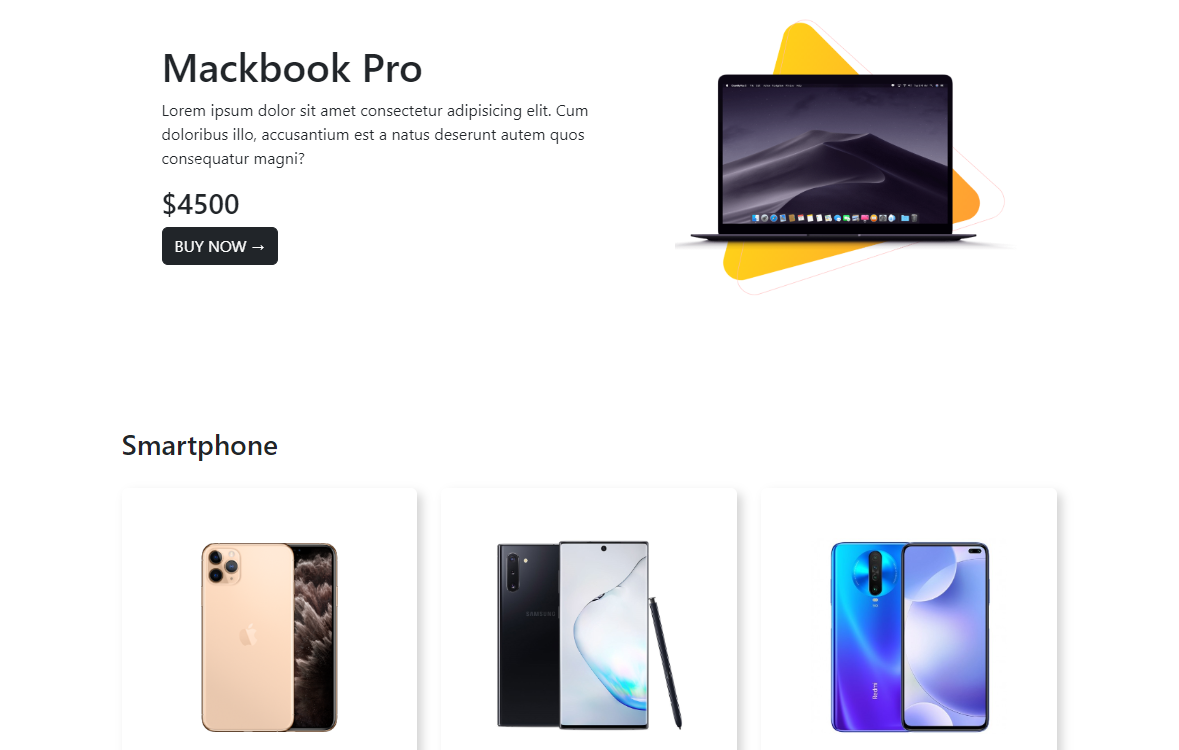 Mackbook Pro
Lorem ipsum dolor sit amet consectetur adipisicing elit. Cum
doloribus illo, accusantium est a natus deserunt autem quos
consequatur magni?
$4500
BUY NOW →
Smartphone
SAMSUNG
Redmi